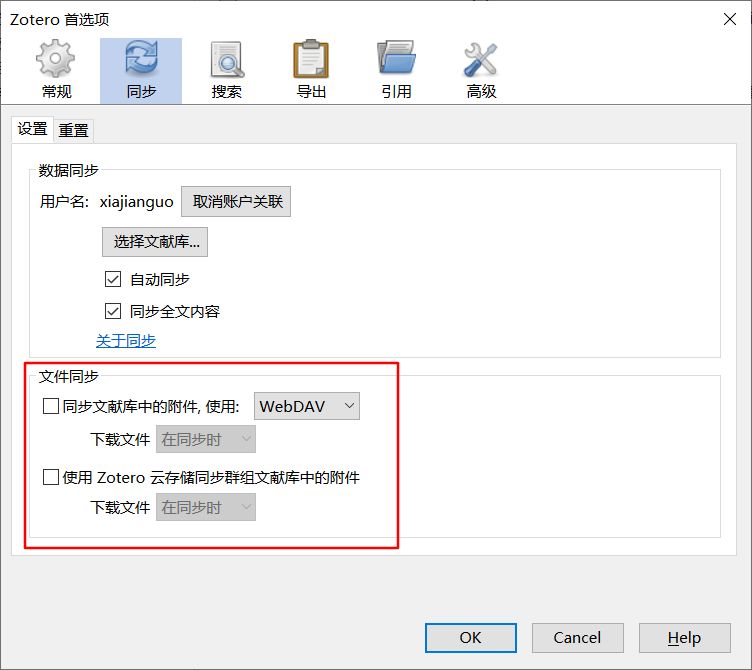 Zotero 首选项
常规 同步 搜索 导出 引用 高级
设置 重置
数据同步
用户名: xiajianguo 取消账户关联
选择文献库...
自动同步
同步全文内容
关于同步
文件同步
同步文献库中的附件, 使用: WebDAV
下载文件 在同步时
使用 Zotero 云存储同步群组文献库中的附件
下载文件 在同步时
OK Cancel Help